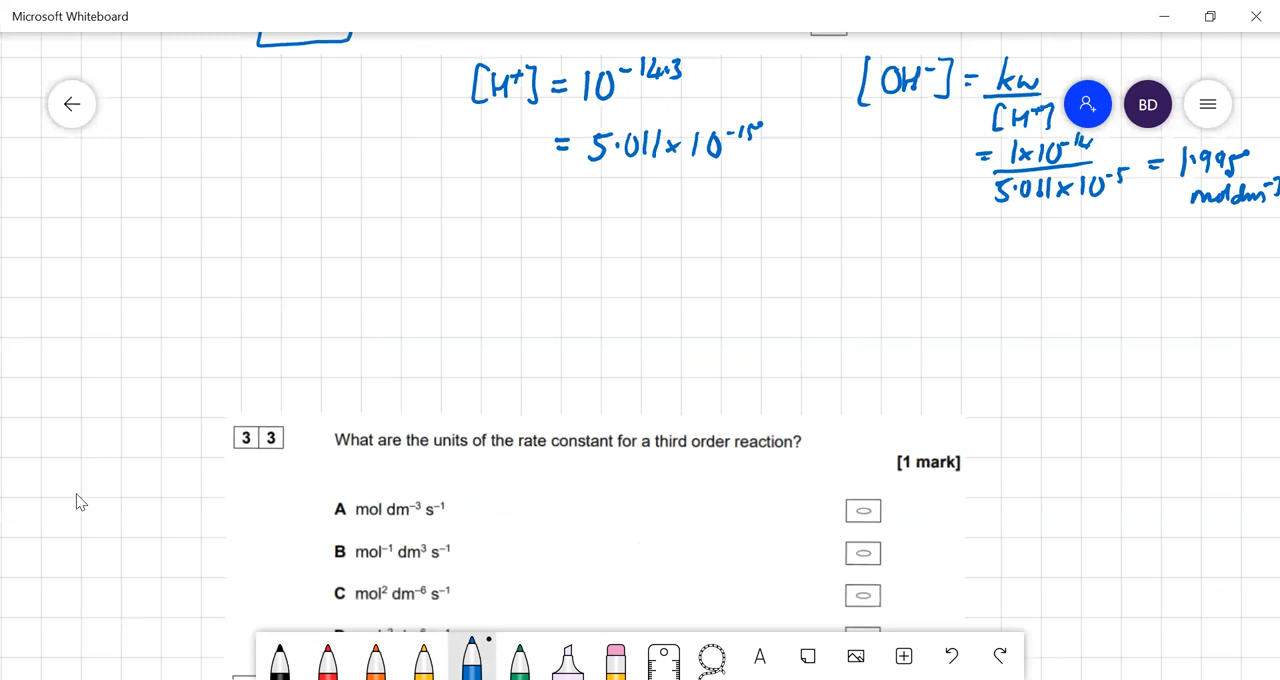 Microsoft Whiteboard
[H⁺] = 10⁻¹⁴·³
= 5.011 × 10⁻¹⁵
[OH⁻] = kw
[H⁺]
= 1×10⁻¹⁴
5.011×10⁻⁵
= 1.995
moldm⁻³
BD
3 3
What are the units of the rate constant for a third order reaction?
[1 mark]
A mol dm⁻³ s⁻¹
B mol⁻¹ dm³ s⁻¹
C mol² dm⁻⁶ s⁻¹
A